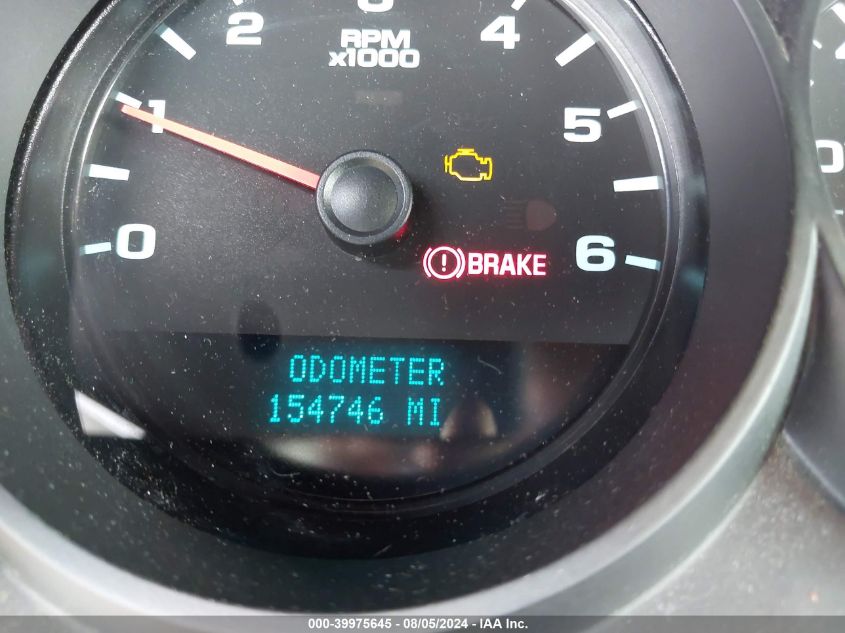 2 3 4
RPM
x1000
1 5
0 6
(!) BRAKE
ODOMETER
154746 MI
000-39975645 - 08/05/2024 - IAA Inc.